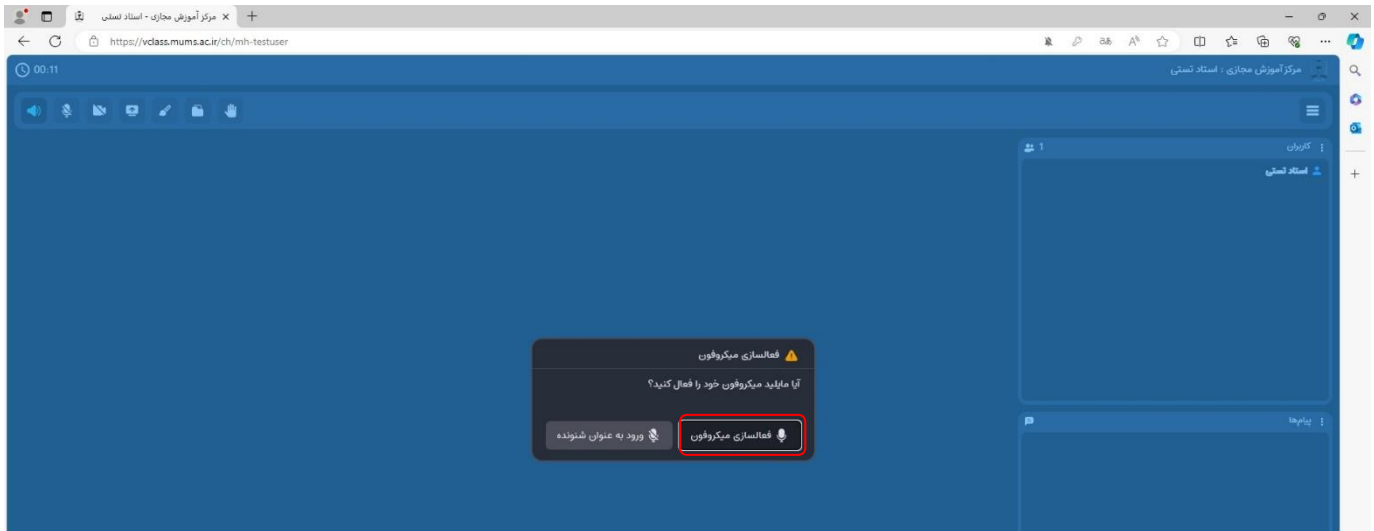 مرکز آموزش مجازی - استاد تستی
https://vclass.mums.ac.ir/ch/mh-testuser
00:11
مرکز آموزش مجازی : استاد تستی
کاربران
1
استاد تستی
فعالسازی میکروفون
آیا مایلید میکروفون خود را فعال کنید؟
فعالسازی میکروفون
ورود به عنوان شنونده
پیام‌ها